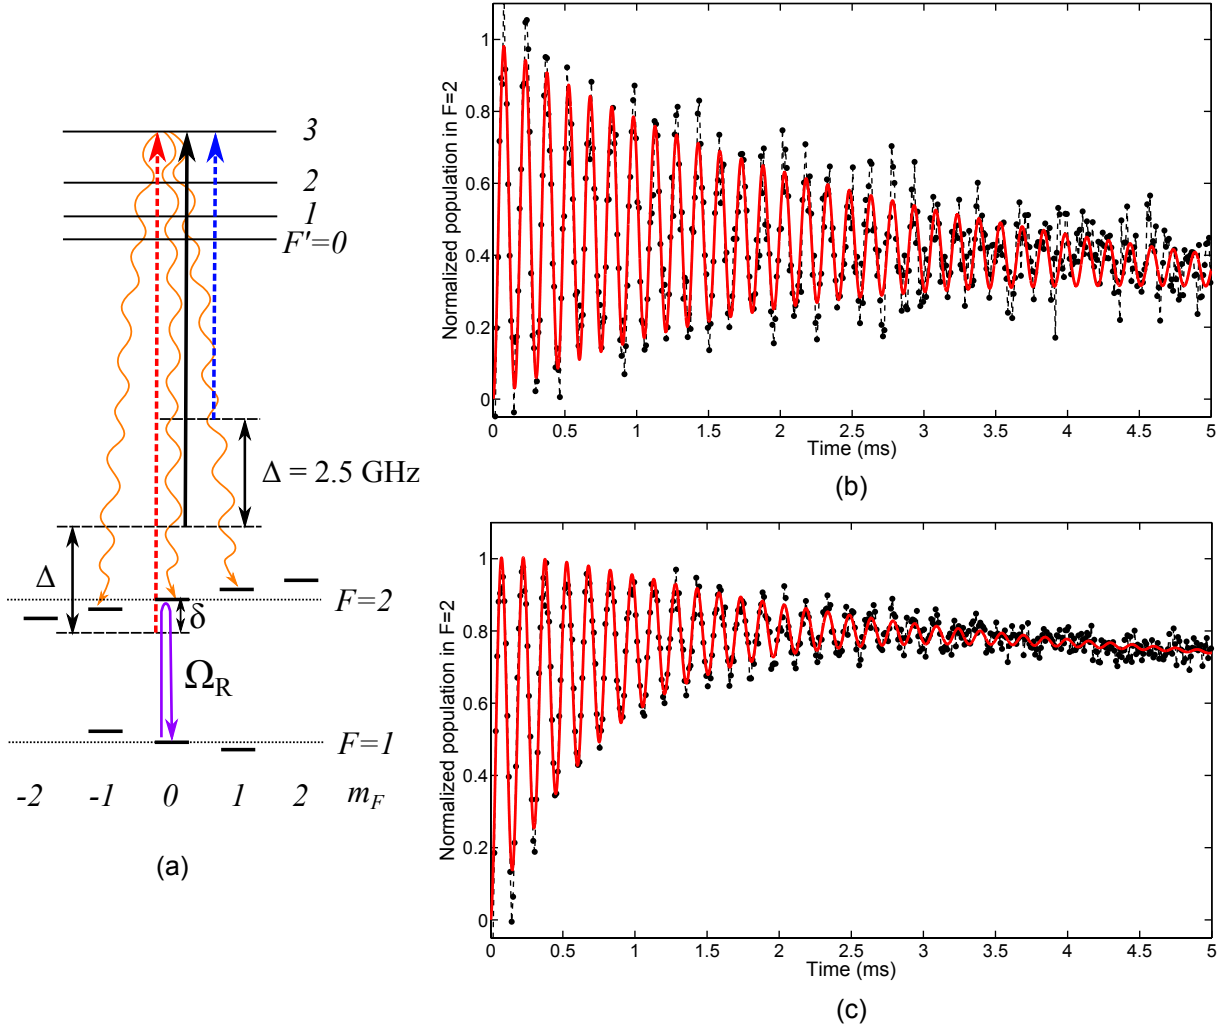 3
2
1
F'=0
Δ = 2.5 GHz
Δ
F=2
δ
Ω_R
F=1
-2 -1 0 1 2 m_F
(a)
Normalized population in F=2
1
0.8
0.6
0.4
0.2
0
0 0.5 1 1.5 2 2.5 3 3.5 4 4.5 5
Time (ms)
(b)
Normalized population in F=2
1
0.8
0.6
0.4
0.2
0
0 0.5 1 1.5 2 2.5 3 3.5 4 4.5 5
Time (ms)
(c)